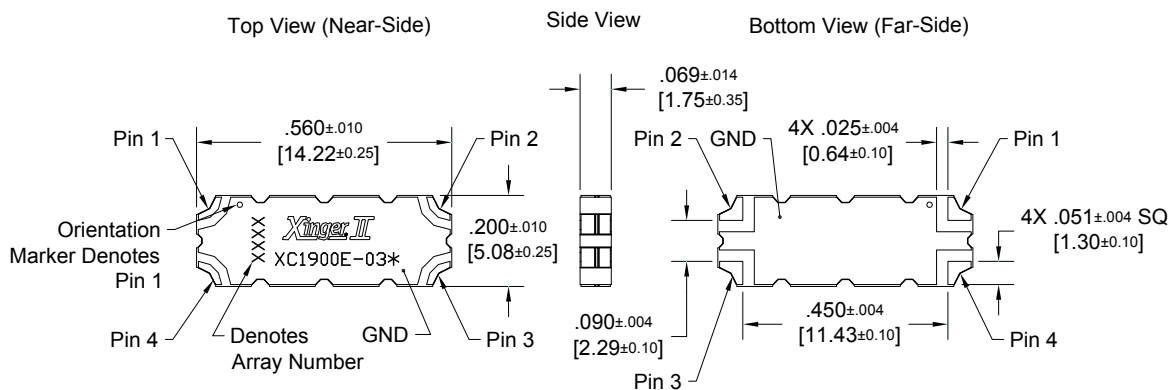 Top View (Near-Side)
Side View
Bottom View (Far-Side)
.069±.014
[1.75±0.35]
Pin 1
.560±.010
[14.22±0.25]
Pin 2
Pin 2
GND
4X .025±.004
[0.64±0.10]
Pin 1
Orientation
Marker Denotes
Pin 1
XXXX
Xinger II
XC1900E-03*
.200±.010
[5.08±0.25]
4X .051±.004 SQ
[1.30±0.10]
Pin 4
Denotes
Array Number
GND
Pin 3
.090±.004
[2.29±0.10]
.450±.004
[11.43±0.10]
Pin 4
Pin 3